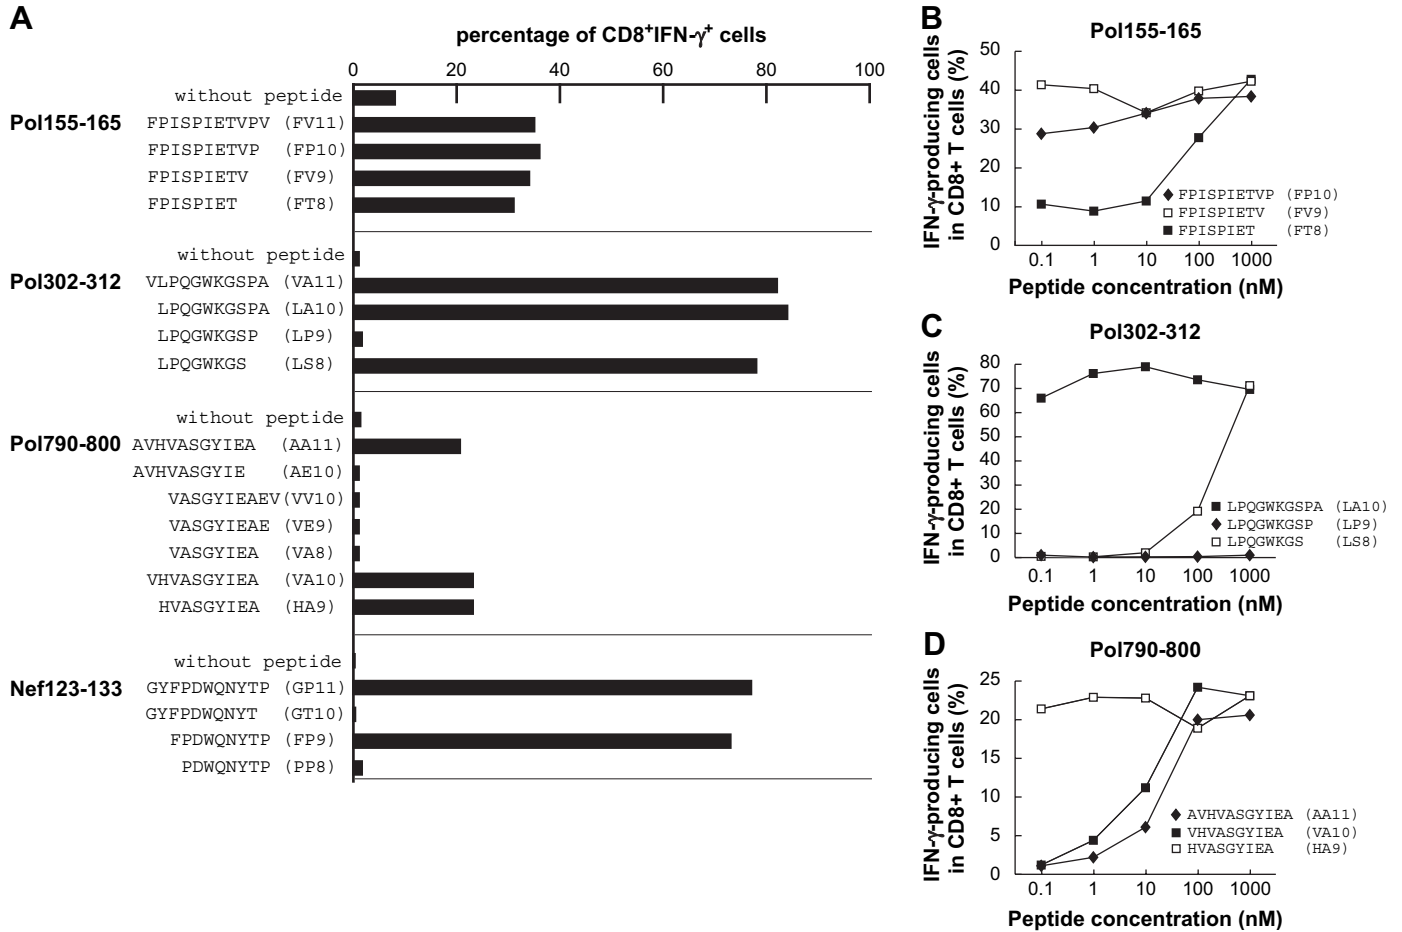 A
percentage of CD8+IFN-γ+ cells
0 20 40 60 80 100
without peptide
Pol155-165 FPISPIETVPV (FV11)
FPISPIETVP (FP10)
FPISPIETV (FV9)
FPISPIET (FT8)
without peptide
Pol302-312 VLPQGWKGSPA (VA11)
LPQGWKGSPA (LA10)
LPQGWKGSP (LP9)
LPQGWKGS (LS8)
without peptide
Pol790-800 AVHVASGYIEA (AA11)
AVHVASGYIE (AE10)
VASGYIEAEV (VV10)
VASGYIEAE (VE9)
VASGYIEA (VA8)
VHVASGYIEA (VA10)
HVASGYIEA (HA9)
without peptide
Nef123-133 GYFPDWQNYTP (GP11)
GYFPDWQNYT (GT10)
FPDWQNYTP (FP9)
PDWQNYTP (PP8)
B
Pol155-165
IFN-γ-producing cells
in CD8+ T cells (%)
50
40
30
20
10
0
FPISPIETVP (FP10)
FPISPIETV (FV9)
FPISPIET (FT8)
0.1 1 10 100 1000
Peptide concentration (nM)
C
Pol302-312
IFN-γ-producing cells
in CD8+ T cells (%)
80
70
60
50
40
30
20
10
0
LPQGWKGSPA (LA10)
LPQGWKGSP (LP9)
LPQGWKGS (LS8)
0.1 1 10 100 1000
Peptide concentration (nM)
D
Pol790-800
IFN-γ-producing cells
in CD8+ T cells (%)
25
20
15
10
5
0
AVHVASGYIEA (AA11)
VHVASGYIEA (VA10)
HVASGYIEA (HA9)
0.1 1 10 100 1000
Peptide concentration (nM)